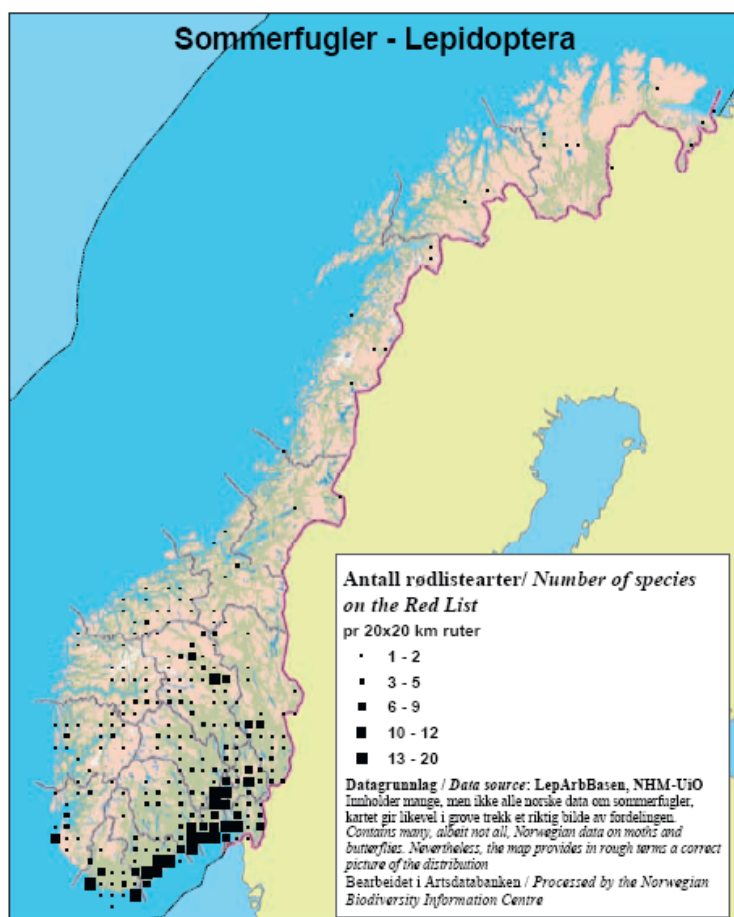 Sommerfugler - Lepidoptera
Antall rødlistearter/ Number of species
on the Red List
pr 20x20 km ruter
1 - 2
3 - 5
6 - 9
10 - 12
13 - 20
Datagrunnlag / Data source: LepArbBasen, NHM-UiO
Innholder mange, men ikke alle norske data om sommerfugler,
kartet gir likevel i grove trekk et riktig bilde av fordelingen.
Contains many, albeit not all, Norwegian data on moths and
butterflies. Nevertheless, the map provides in rough terms a correct
picture of the distribution
Bearbeidet i Artsdatabanken / Processed by the Norwegian
Biodiversity Information Centre